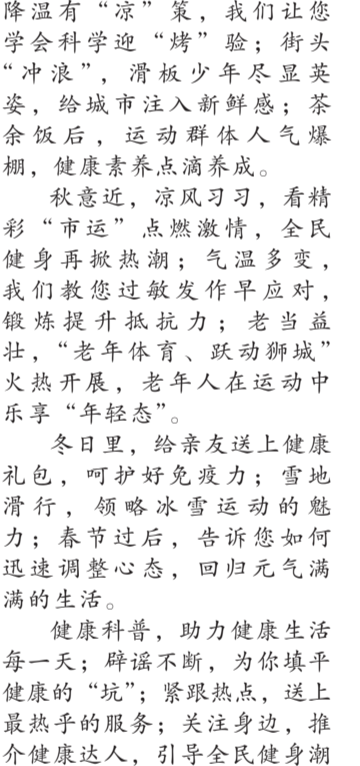 降温有“凉”策，我们让您
学会科学迎“烤”验；街头
“冲浪”，滑板少年尽显英
姿，给城市注入新鲜感；茶
余饭后，运动群体人气爆
棚，健康素养点滴养成。
秋意近，凉风习习，看精
彩“市运”点燃激情，全民
健身再掀热潮；气温多变，
我们教您过敏发作早应对，
锻炼提升抵抗力；老当益
壮，“老年体育、跃动狮城”
火热开展，老年人在运动中
乐享“年轻态”。
冬日里，给亲友送上健康
礼包，呵护好免疫力；雪地
滑行，领略冰雪运动的魅
力；春节过后，告诉您如何
迅速调整心态，回归元气满
满的生活。
健康科普，助力健康生活
每一天；辟谣不断，为你填平
健康的“坑”；紧跟热点，送上
最热乎的服务；关注身边，推
介健康达人，引导全民健身潮